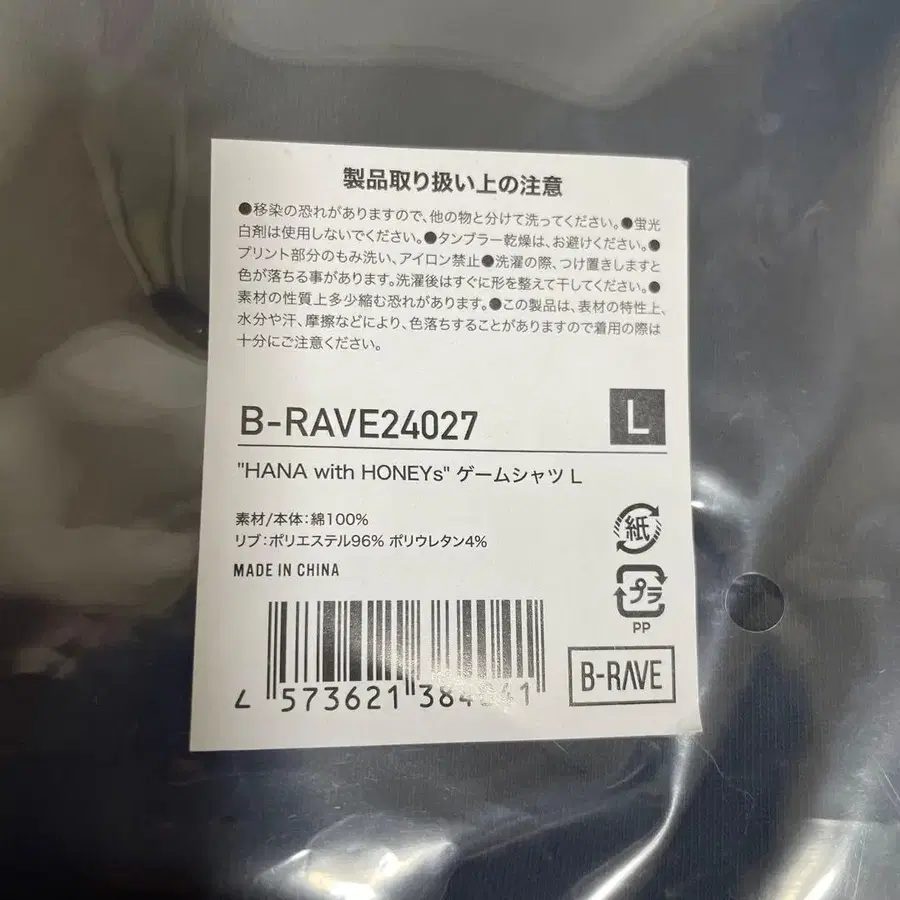 製品取り扱い上の注意
●移染の恐れがありますので、他の物と分けて洗ってください。●蛍光
白剤は使用しないでください。●タンブラー乾燥は、お避けください。●
プリント部分のもみ洗い、アイロン禁止●洗濯の際、つけ置きしますと
色が落ちる事があります。洗濯後はすぐに形を整えて干してください。●
素材の性質上多少縮む恐れがあります。●この製品は、表材の特性上、
水分や汗、摩擦などにより、色落ちすることがありますので着用の際は
十分にご注意ください。
B-RAVE24027
L
"HANA with HONEYs" ゲームシャツ L
素材/本体:綿100%
リブ:ポリエステル96% ポリウレタン4%
MADE IN CHINA
紙
プラ
PP
B-RAVE
573621